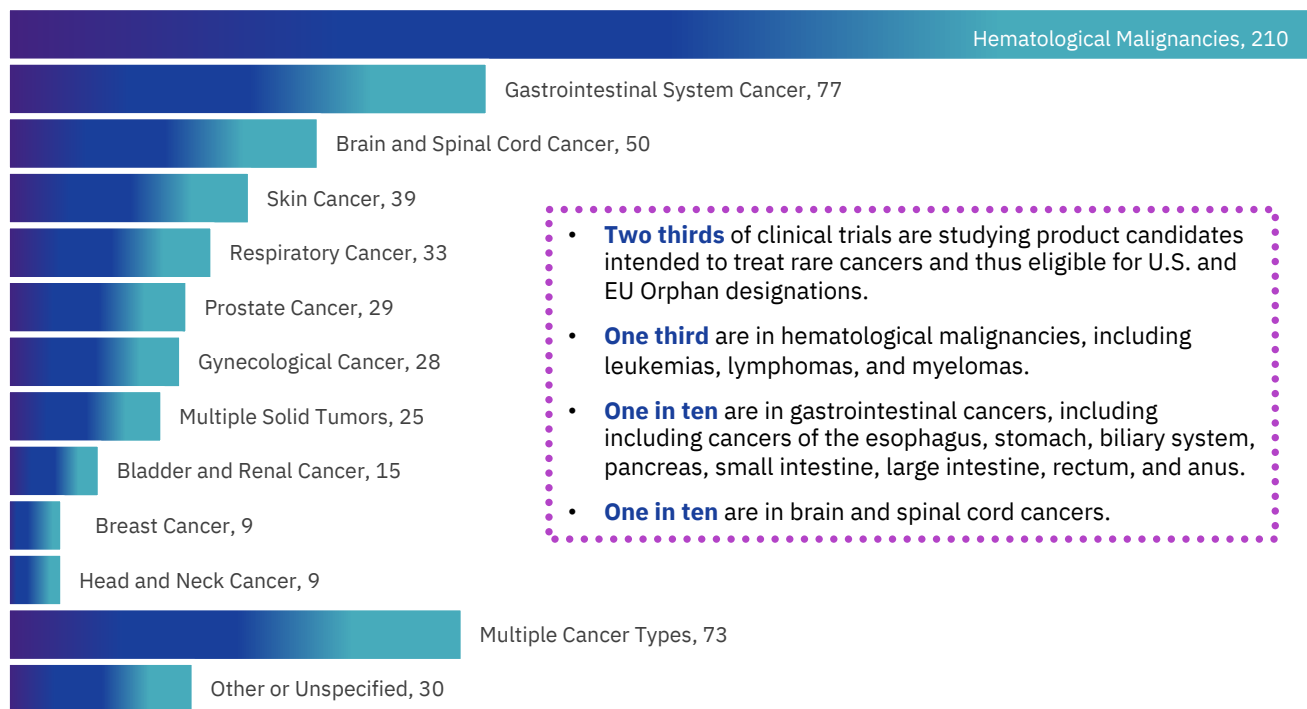 Hematological Malignancies, 210
Gastrointestinal System Cancer, 77
Brain and Spinal Cord Cancer, 50
Skin Cancer, 39
Respiratory Cancer, 33
Prostate Cancer, 29
Gynecological Cancer, 28
Multiple Solid Tumors, 25
Bladder and Renal Cancer, 15
Breast Cancer, 9
Head and Neck Cancer, 9
Multiple Cancer Types, 73
Other or Unspecified, 30
• Two thirds of clinical trials are studying product candidates
intended to treat rare cancers and thus eligible for U.S. and
EU Orphan designations.
• One third are in hematological malignancies, including
leukemias, lymphomas, and myelomas.
• One in ten are in gastrointestinal cancers, including
including cancers of the esophagus, stomach, biliary system,
pancreas, small intestine, large intestine, rectum, and anus.
• One in ten are in brain and spinal cord cancers.